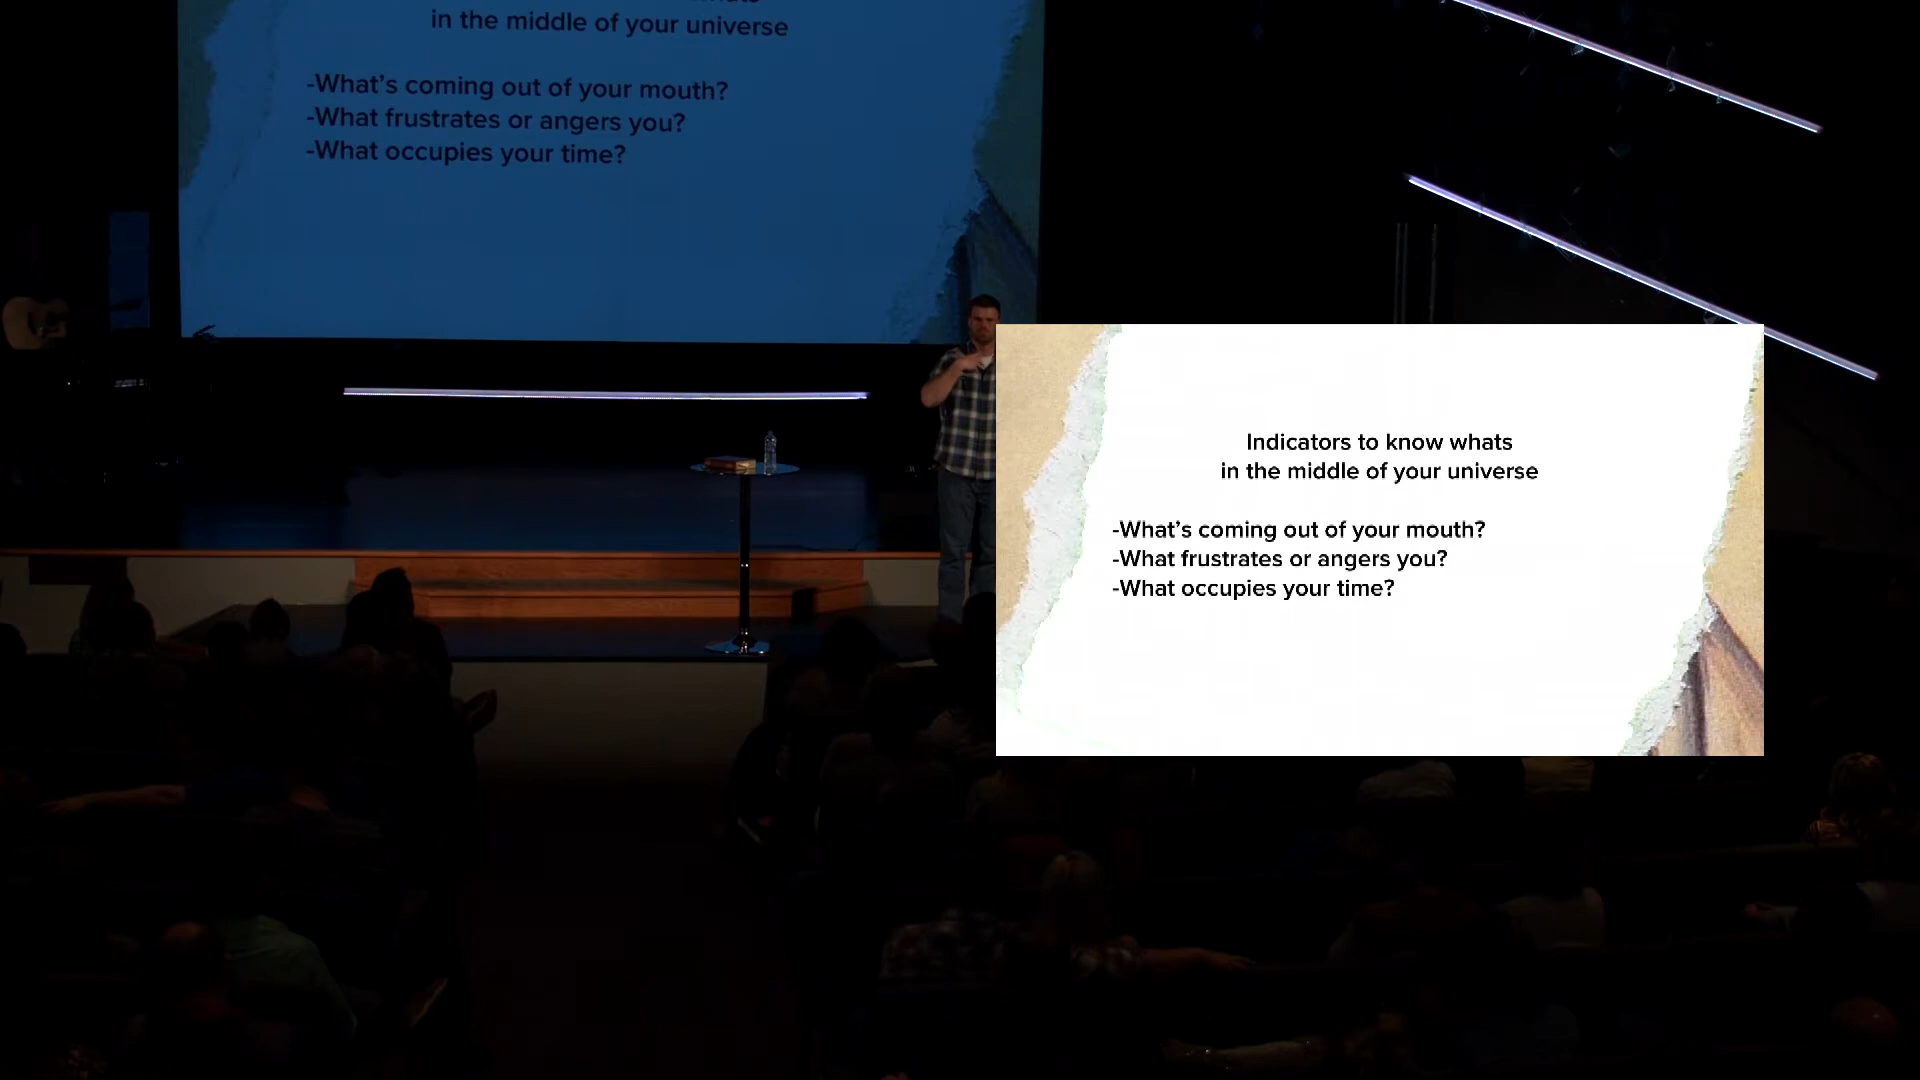 in the middle of your universe
-What's coming out of your mouth?
-What frustrates or angers you?
-What occupies your time?
Indicators to know whats
in the middle of your universe
-What's coming out of your mouth?
-What frustrates or angers you?
-What occupies your time?